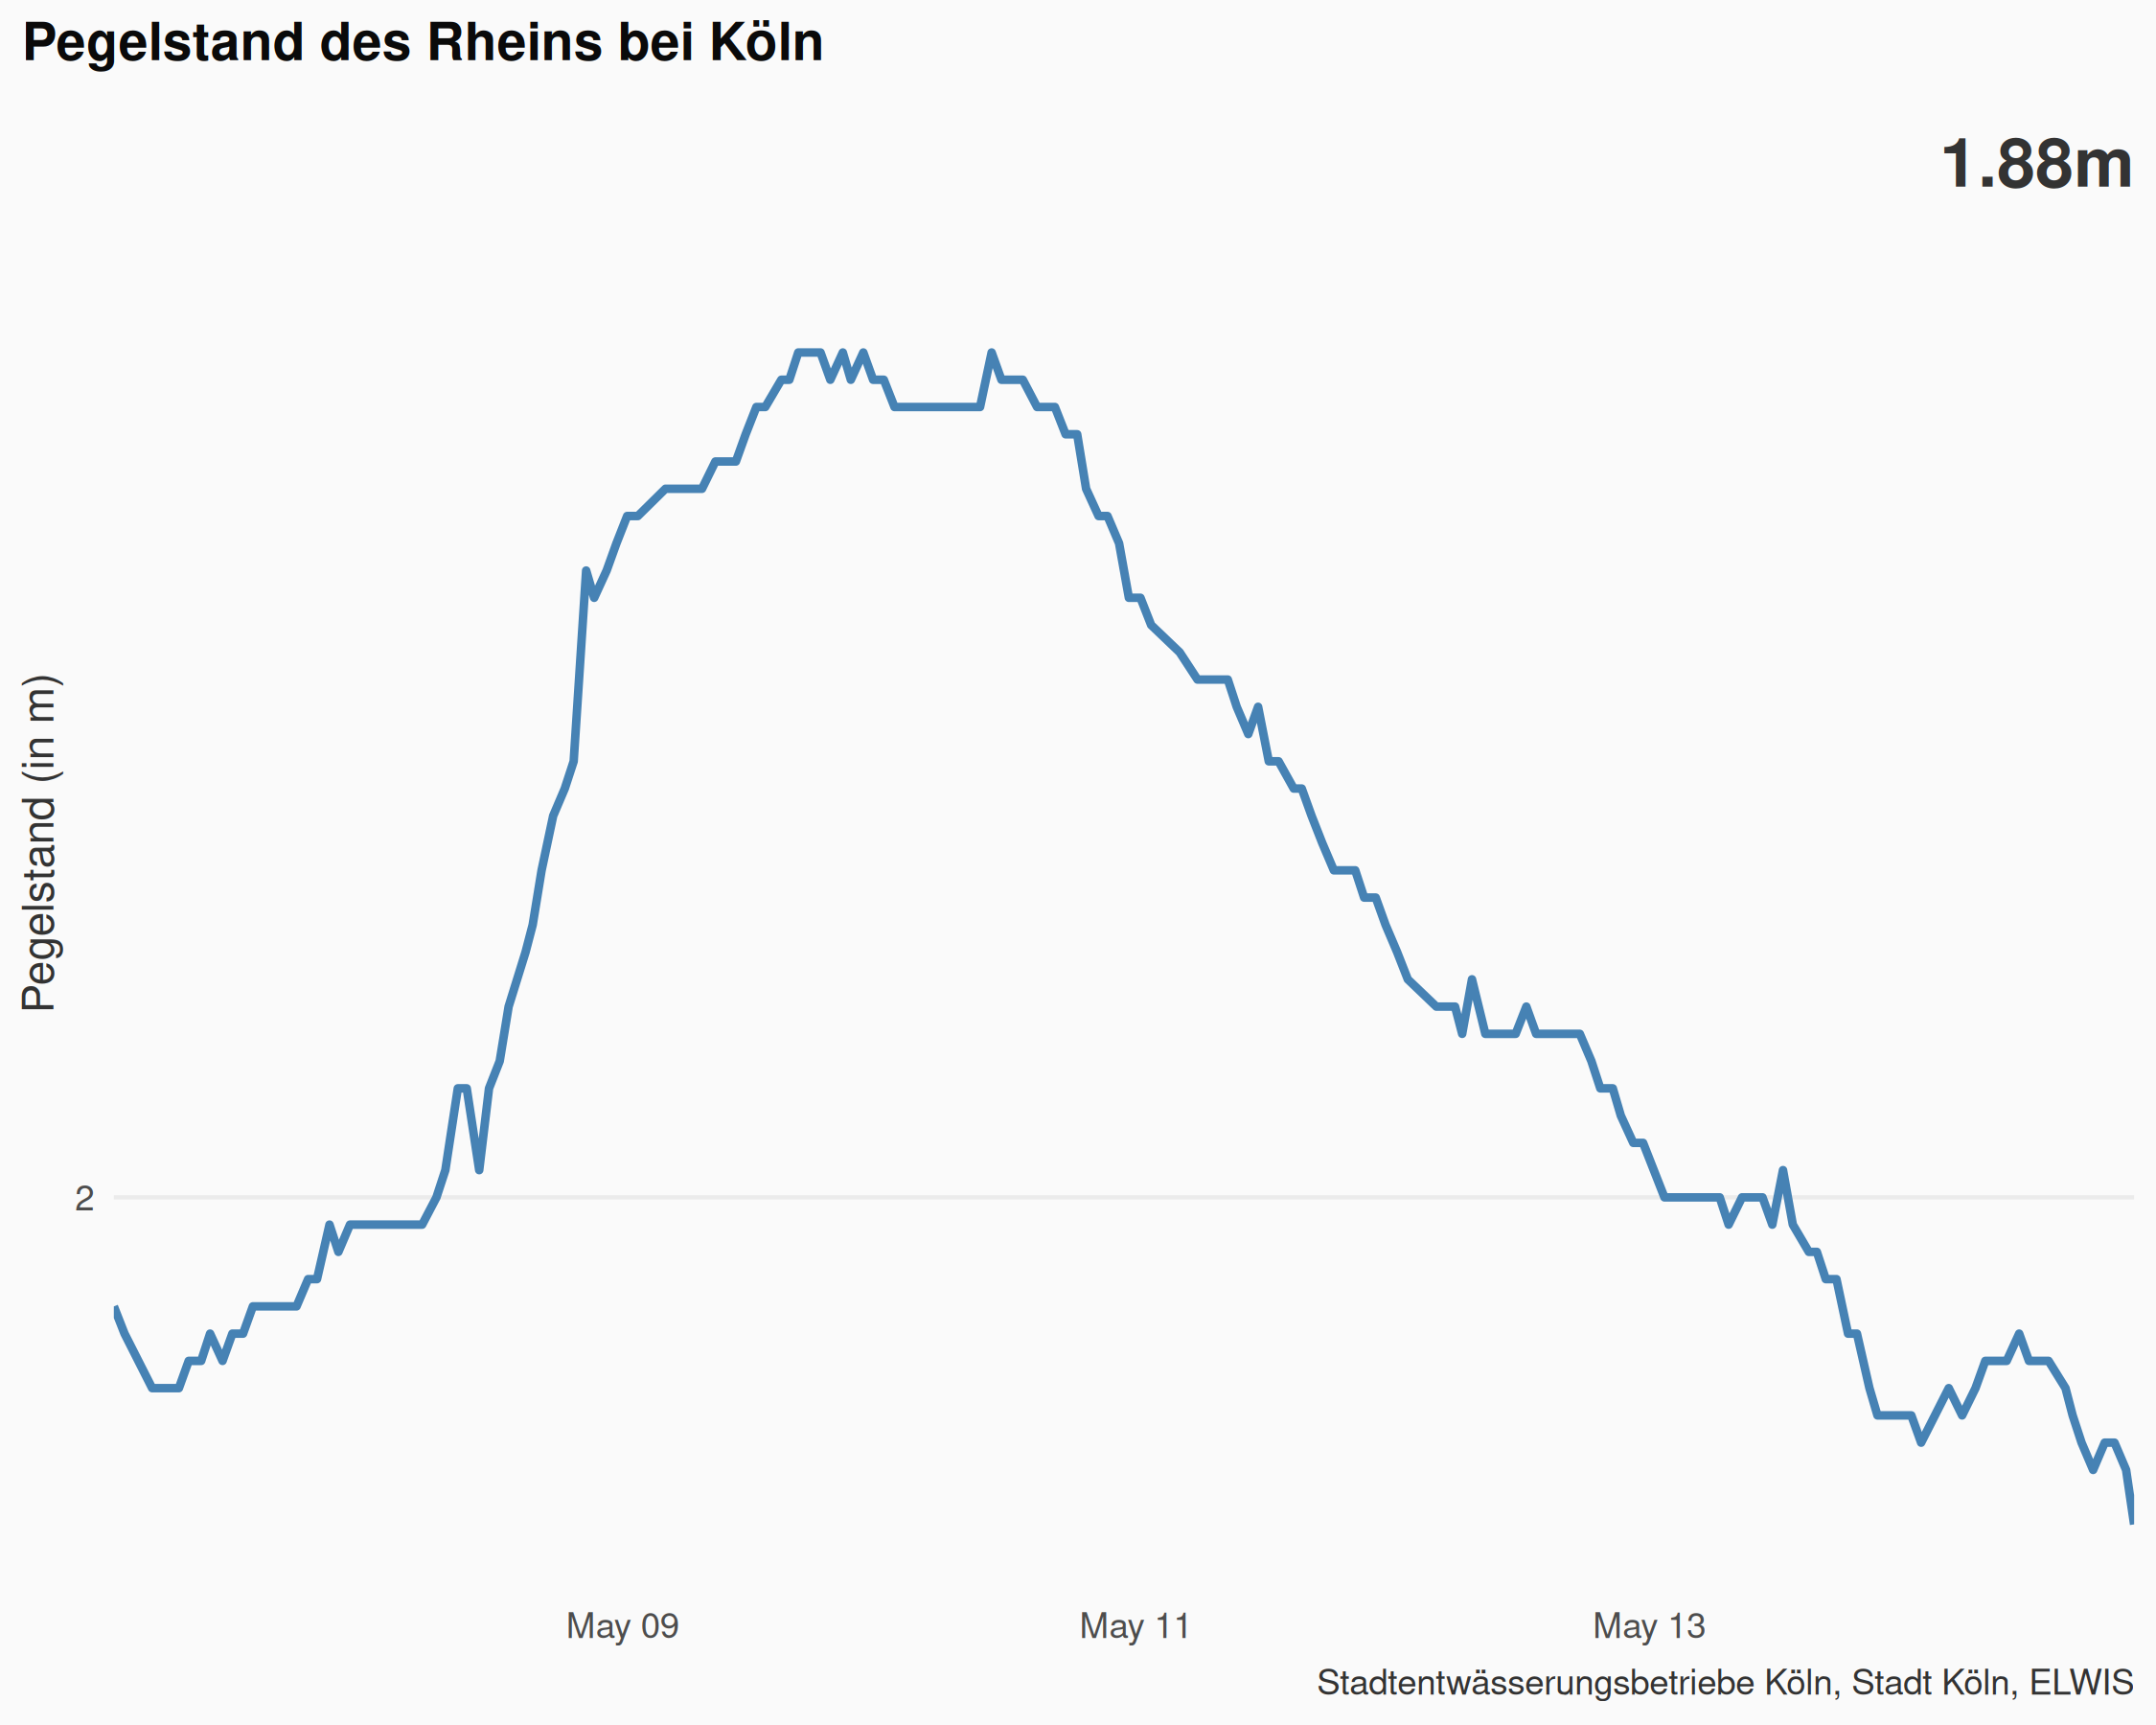 Pegelstand des Rheins bei Köln
1.88m
Pegelstand (in m)
2
May 09
May 11
May 13
Stadtentwässerungsbetriebe Köln, Stadt Köln, ELWIS